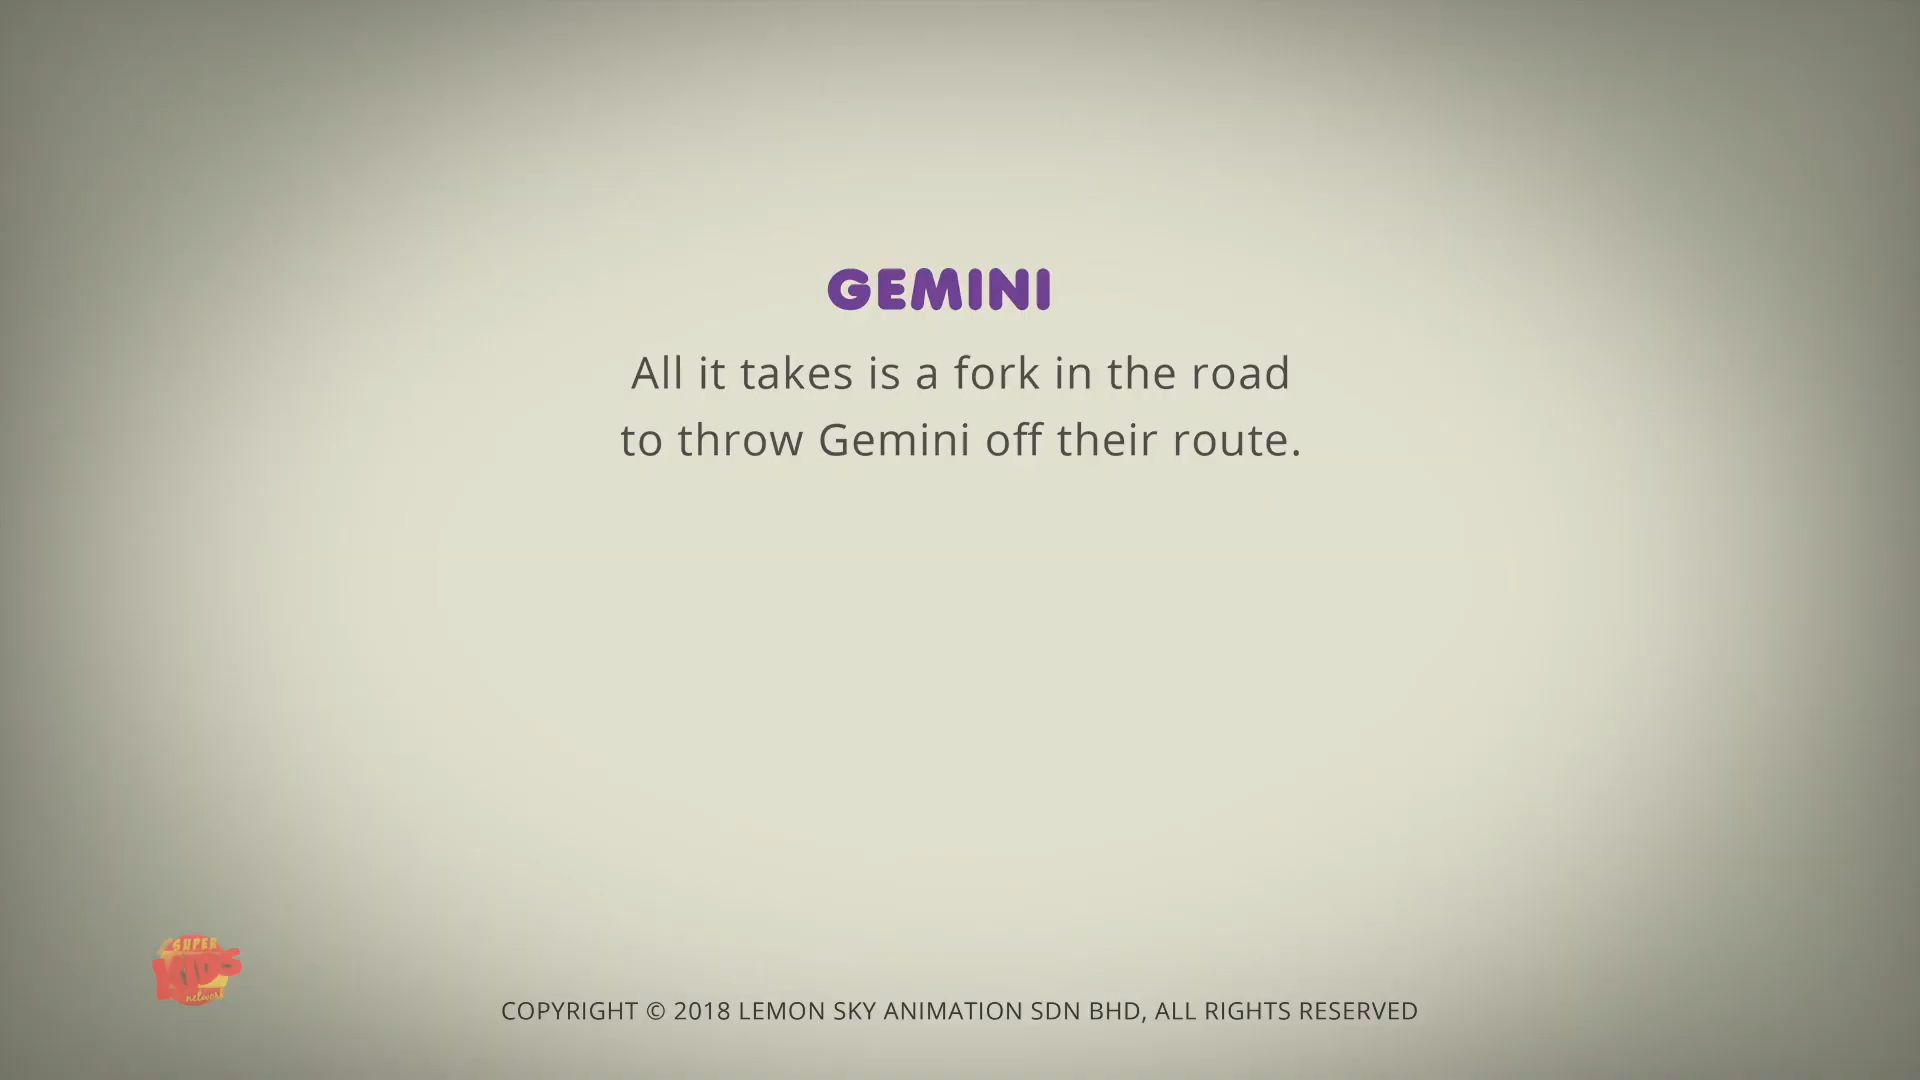 GEMINI
All it takes is a fork in the road
to throw Gemini off their route.
SUPER
KIDS
network
COPYRIGHT © 2018 LEMON SKY ANIMATION SDN BHD, ALL RIGHTS RESERVED